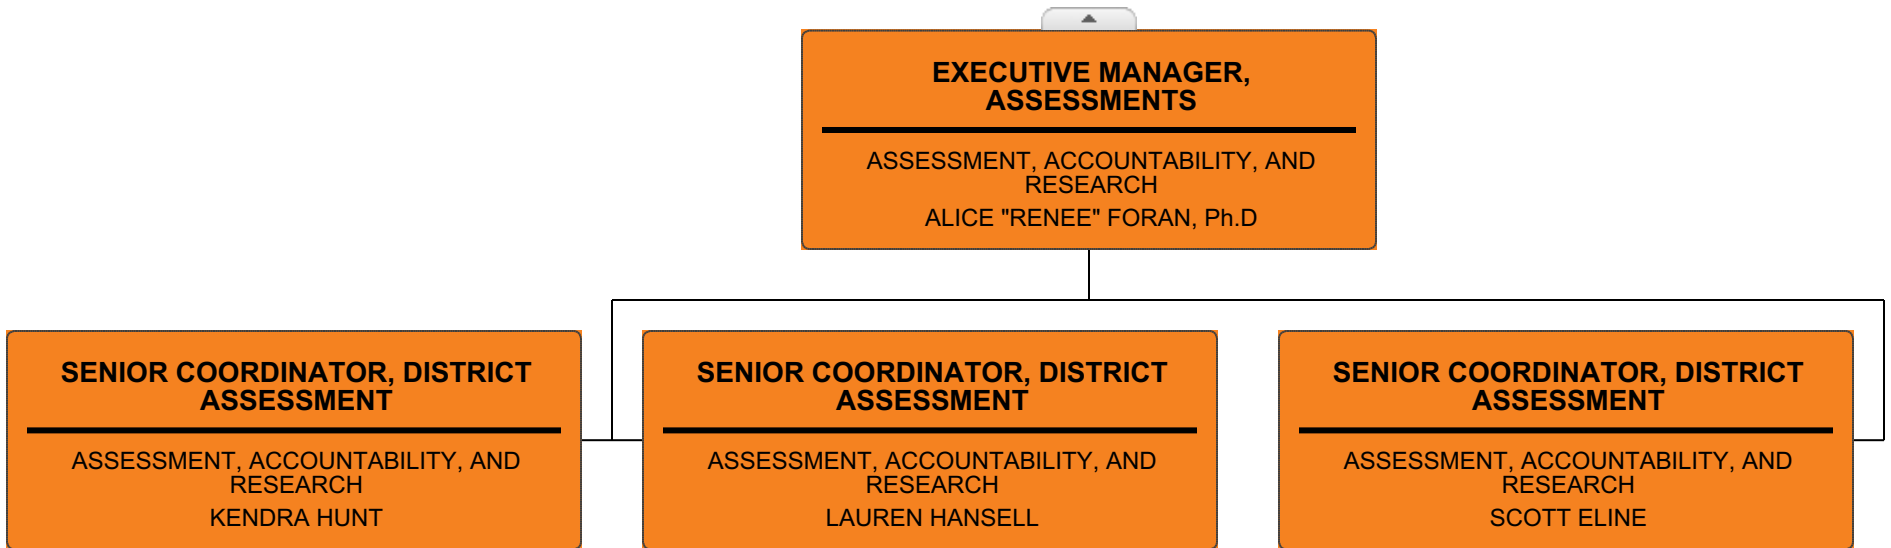 EXECUTIVE MANAGER,
ASSESSMENTS
ASSESSMENT, ACCOUNTABILITY, AND
RESEARCH
ALICE "RENEE" FORAN, Ph.D
SENIOR COORDINATOR, DISTRICT
ASSESSMENT
ASSESSMENT, ACCOUNTABILITY, AND
RESEARCH
KENDRA HUNT
SENIOR COORDINATOR, DISTRICT
ASSESSMENT
ASSESSMENT, ACCOUNTABILITY, AND
RESEARCH
LAUREN HANSELL
SENIOR COORDINATOR, DISTRICT
ASSESSMENT
ASSESSMENT, ACCOUNTABILITY, AND
RESEARCH
SCOTT ELINE